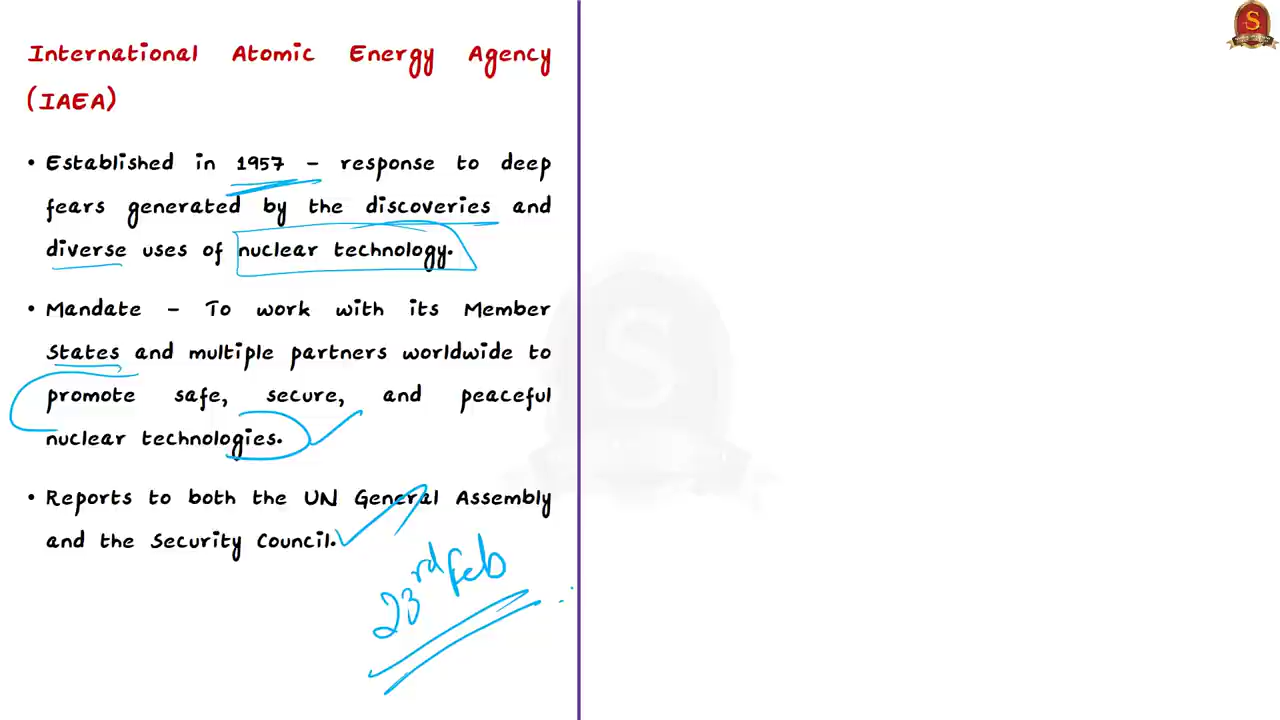 International Atomic Energy Agency
(IAEA)
• Established in 1957 – response to deep
fears generated by the discoveries and
diverse uses of nuclear technology.
• Mandate – To work with its Member
States and multiple partners worldwide to
promote safe, secure, and peaceful
nuclear technologies.
• Reports to both the UN General Assembly
and the Security Council.
23rd Feb
S
S